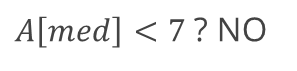 A[med] < 7 ? NO